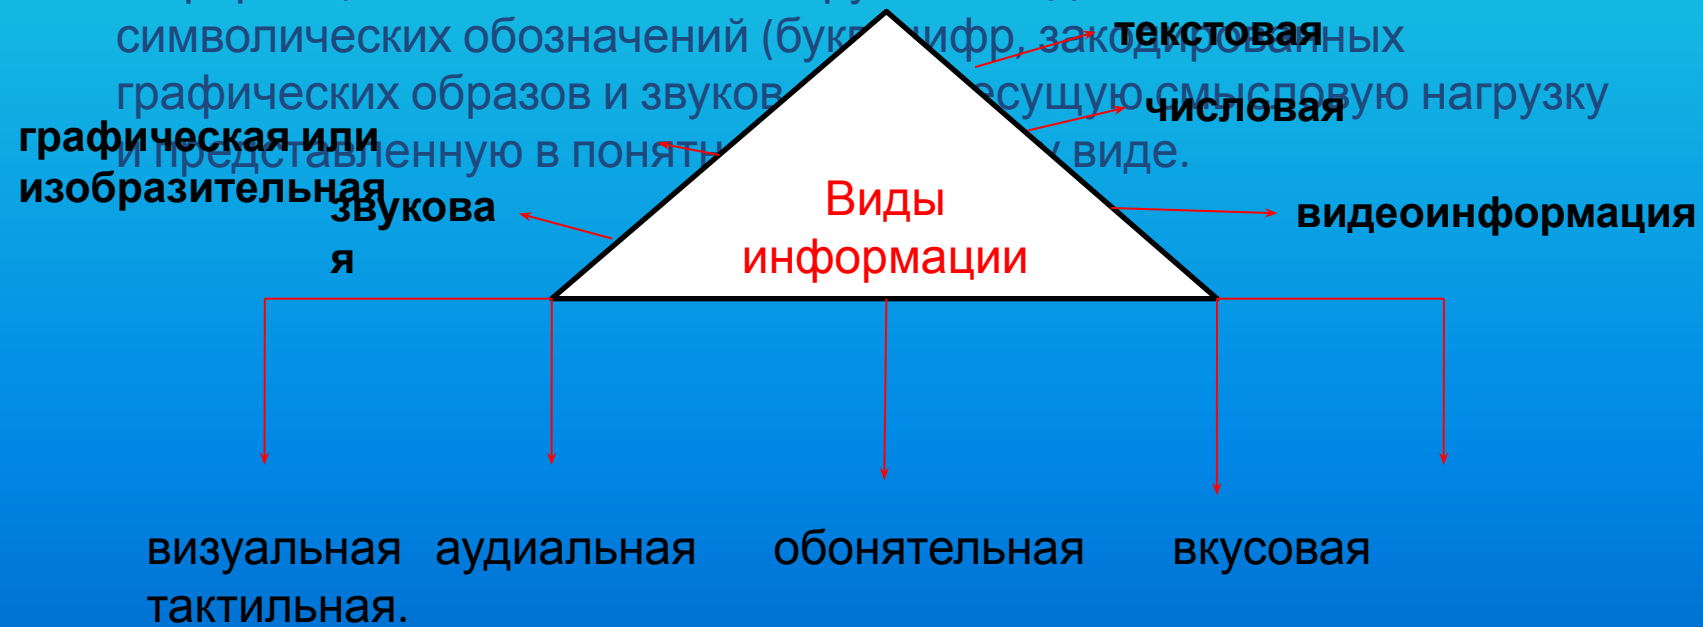 символических обозначений (букв, цифр, закодированных
графических образов и звуков несущую смысловую нагрузку
и представленную в понятн у виде.
текстовая
числовая
графическая или
изобразительная
звукова
я
видеоинформация
Виды
информации
визуальная аудиальная обонятельная вкусовая
тактильная.